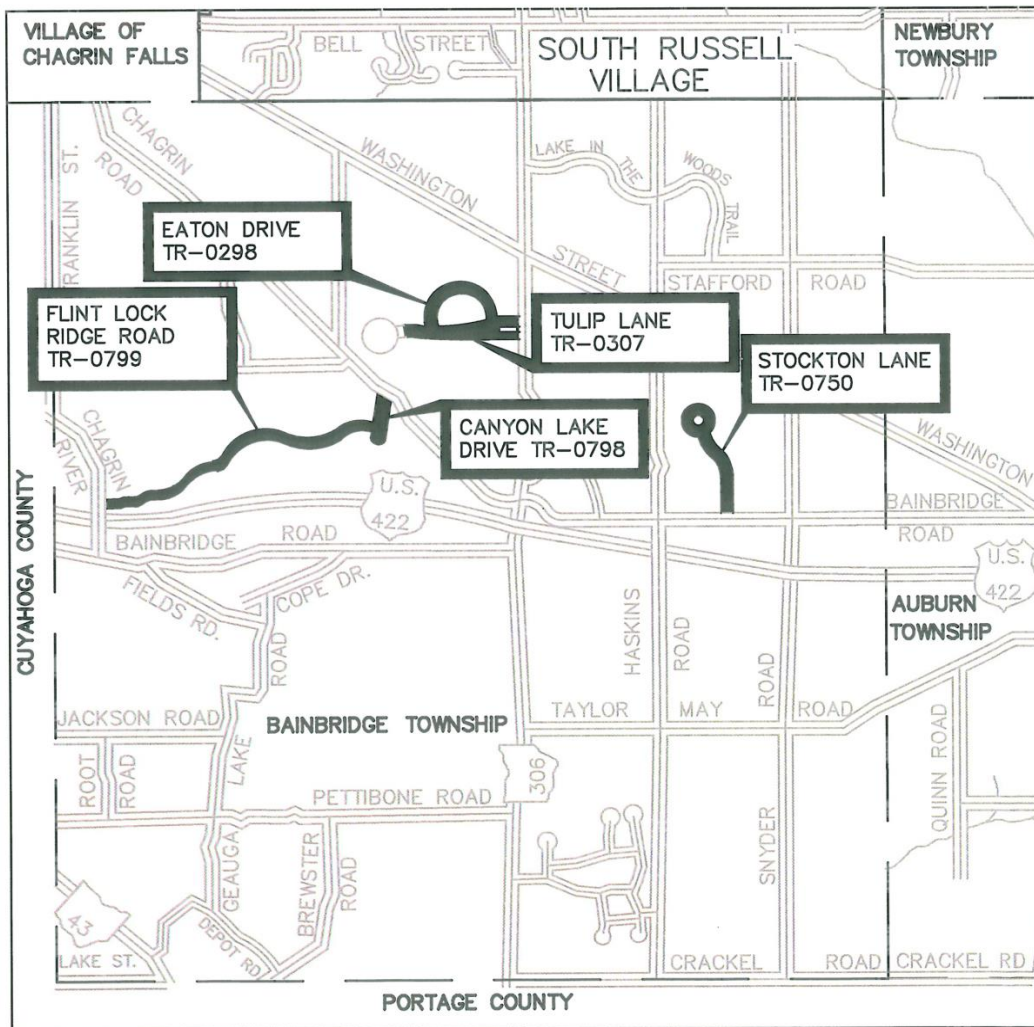 VILLAGE OF
CHAGRIN FALLS
BELL STREET
SOUTH RUSSELL
VILLAGE
NEWBURY
TOWNSHIP
CHAGRIN
ROAD
FRANKLIN ST.
WASHINGTON
STREET
LAKE IN THE WOODS
TRAIL
STAFFORD ROAD
EATON DRIVE
TR-0298
FLINT LOCK
RIDGE ROAD
TR-0799
TULIP LANE
TR-0307
STOCKTON LANE
TR-0750
CANYON LAKE
DRIVE TR-0798
CHAGRIN
RIVER
WASHINGTON
U.S.
422
BAINBRIDGE
ROAD
BAINBRIDGE ROAD
U.S.
422
FIELDS RD.
COPE DR.
CUYAHOGA COUNTY
HASKINS
ROAD
AUBURN
TOWNSHIP
ROAD
ROAD
JACKSON ROAD
BAINBRIDGE TOWNSHIP
TAYLOR MAY ROAD
ROOT
ROAD
LAKE
306
PETTIBONE ROAD
QUINN ROAD
SNYDER
GEAUGA
BREWSTER
ROAD
43
DEPOT RD
LAKE ST.
CRACKEL ROAD
CRACKEL RD
PORTAGE COUNTY